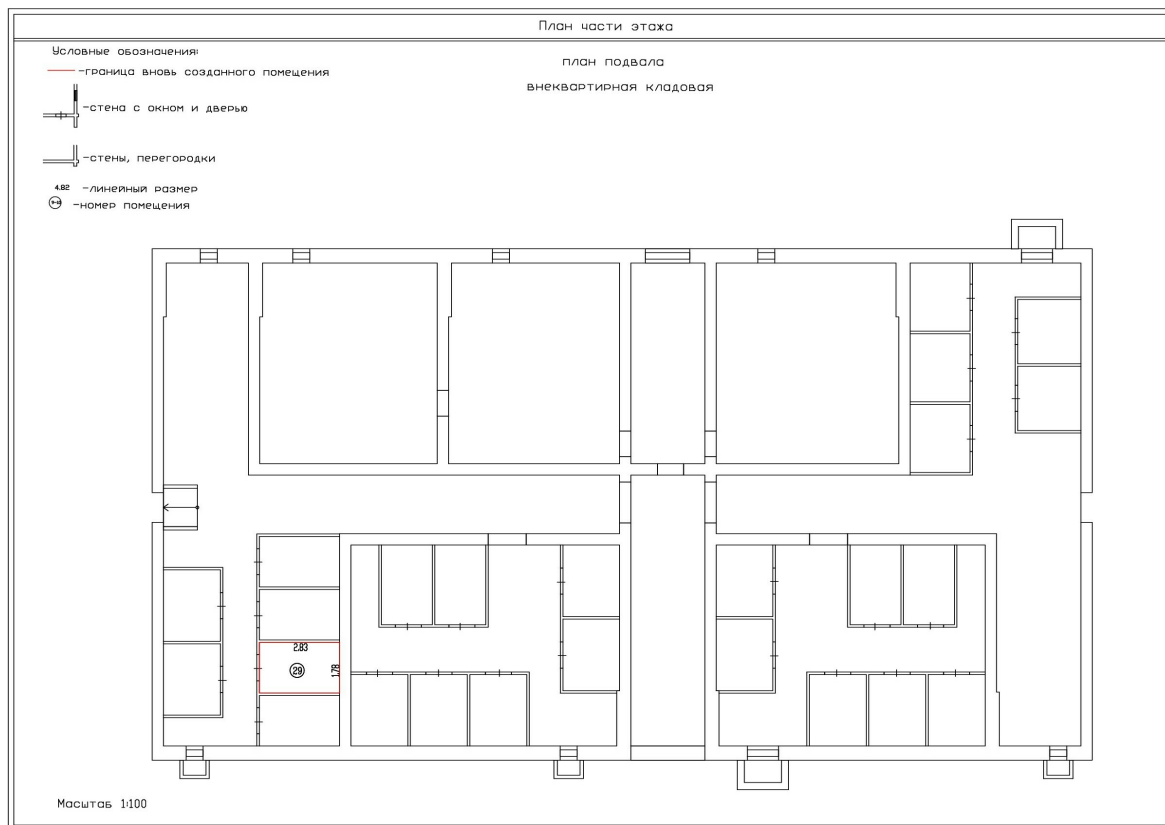 План части этажа
Условные обозначения:
план подвала
-граница вновь созданного помещения
внеквартирная кладовая
-стена с окном и дверью
-стены, перегородки
4.82 -линейный размер
-номер помещения
2.83
29
1.78
Масштаб 1:100